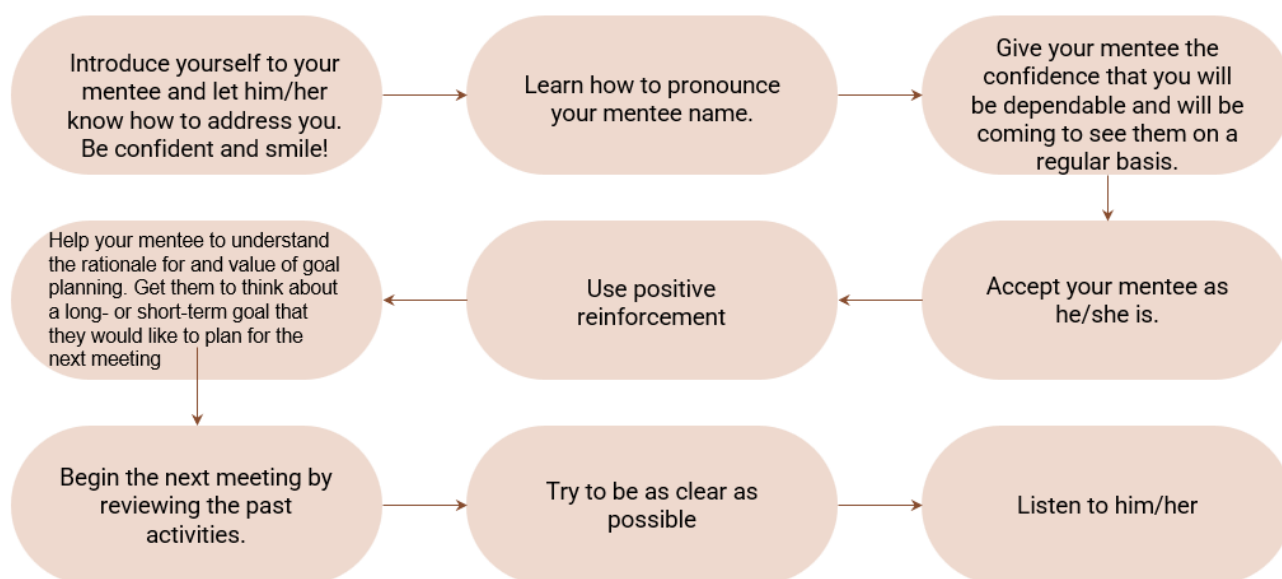 Introduce yourself to your
mentee and let him/her
know how to address you.
Be confident and smile!
Learn how to pronounce
your mentee name.
Give your mentee the
confidence that you will
be dependable and will be
coming to see them on a
regular basis.
Accept your mentee as
he/she is.
Use positive
reinforcement
Help your mentee to understand
the rationale for and value of goal
planning. Get them to think about
a long- or short-term goal that
they would like to plan for the
next meeting
Begin the next meeting by
reviewing the past
activities.
Try to be as clear as
possible
Listen to him/her